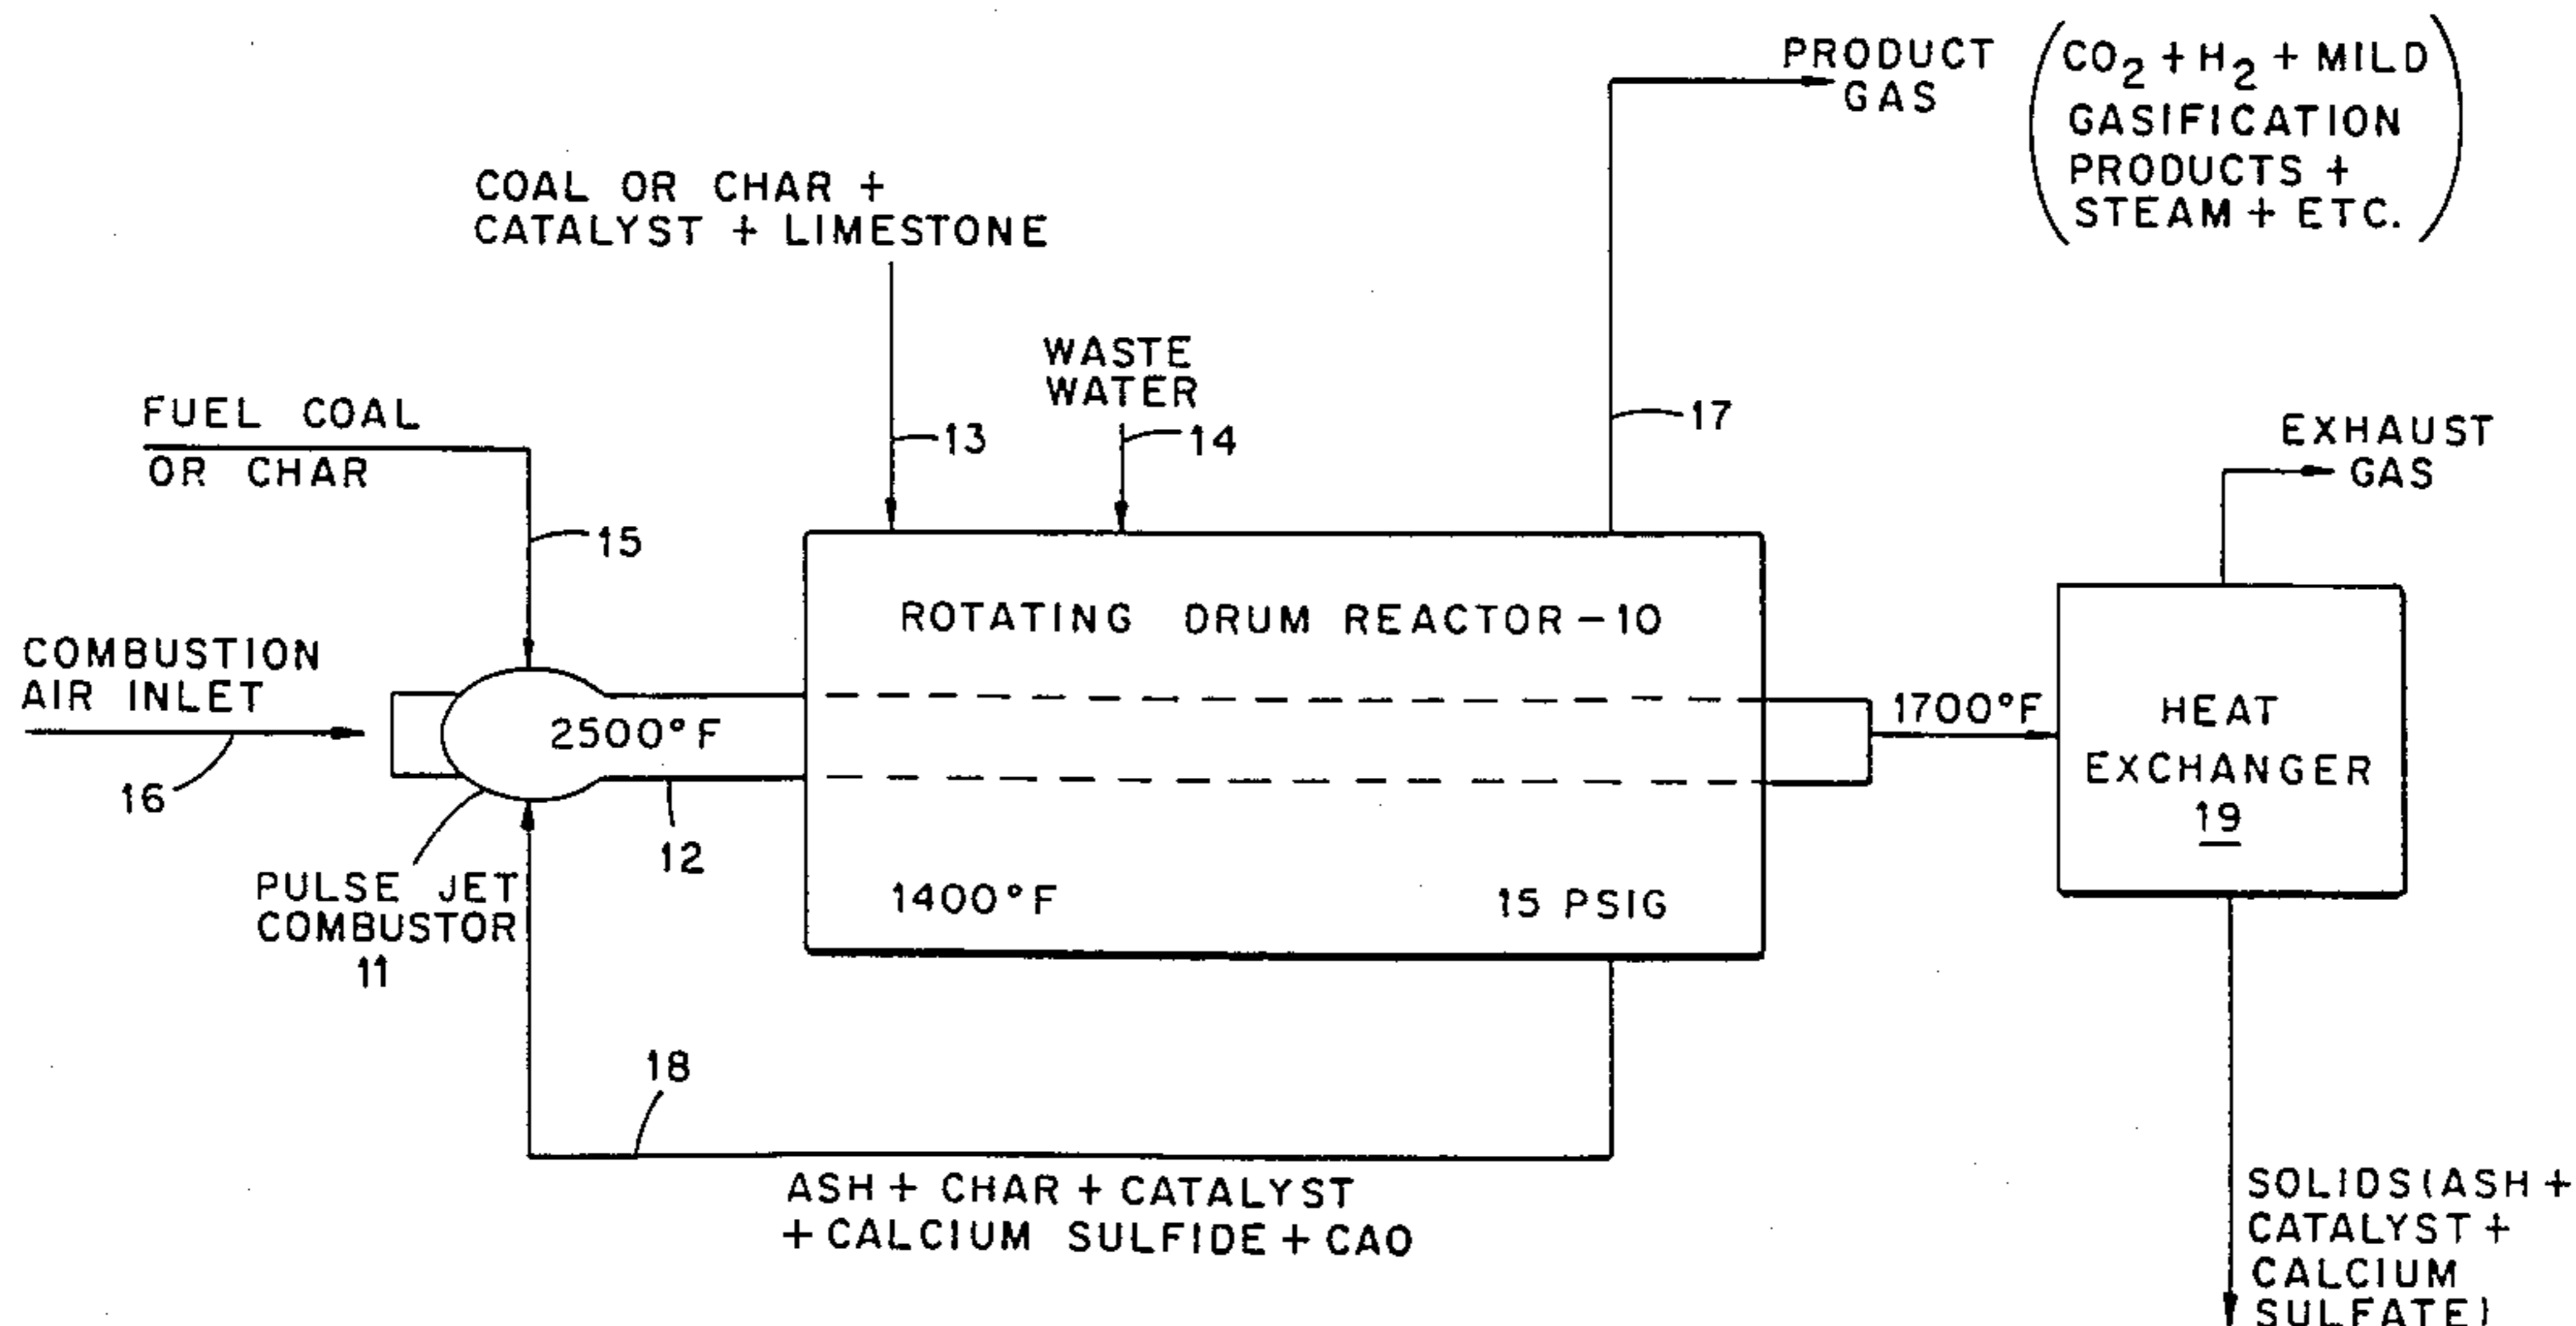 PRODUCT
GAS
CO2 + H2 + MILD
GASIFICATION
PRODUCTS +
STEAM + ETC.
COAL OR CHAR +
CATALYST + LIMESTONE
WASTE
WATER
13
14
17
FUEL COAL
OR CHAR
15
EXHAUST
GAS
COMBUSTION
AIR INLET
16
ROTATING DRUM REACTOR-10
2500°F
12
1700°F
HEAT
EXCHANGER
19
PULSE JET
COMBUSTOR
11
1400°F
15 PSIG
18
ASH + CHAR + CATALYST
+ CALCIUM SULFIDE + CAO
SOLIDS (ASH +
CATALYST +
CALCIUM
SULFATE)